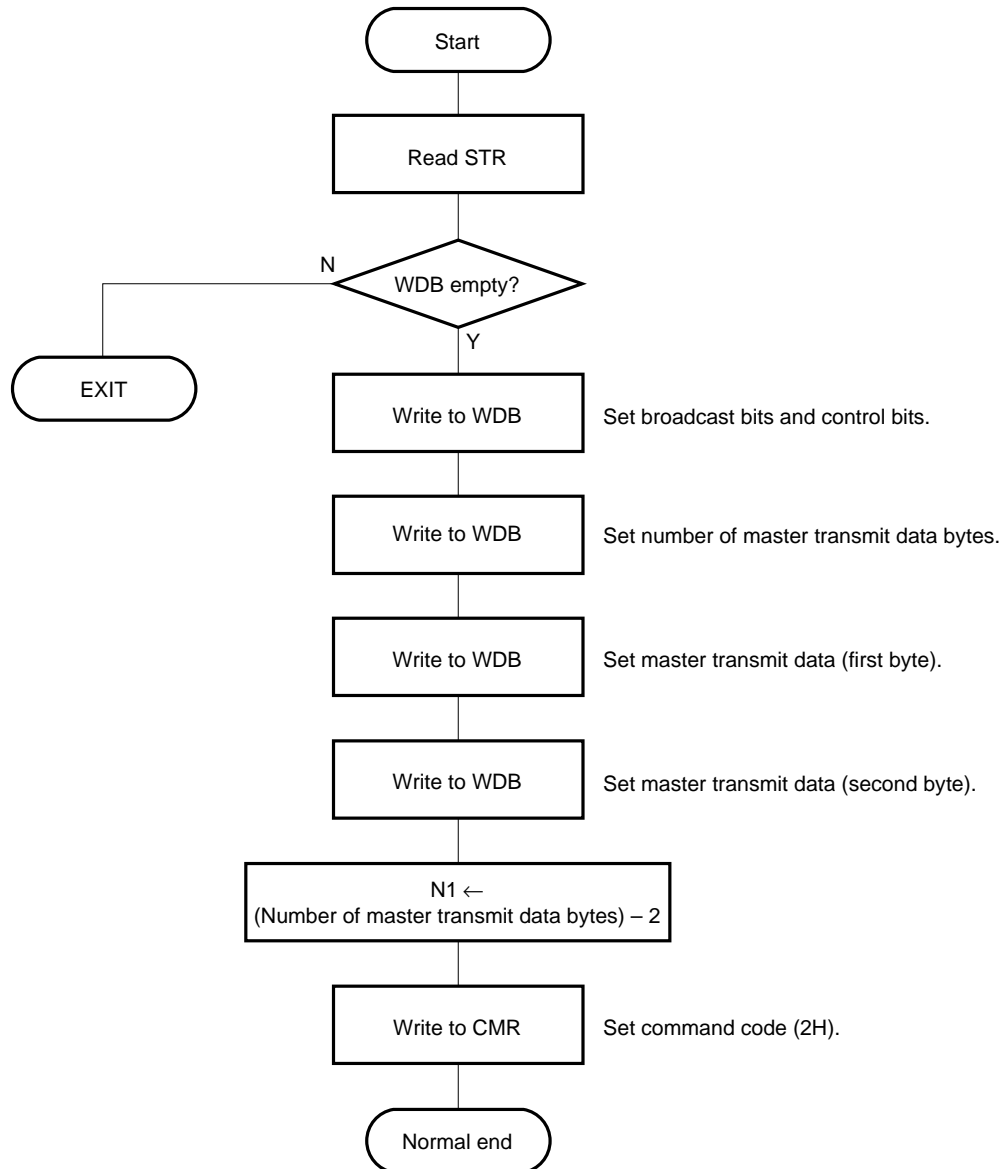 Start
Read STR
N
WDB empty?
Y
EXIT
Write to WDB
Set broadcast bits and control bits.
Write to WDB
Set number of master transmit data bytes.
Write to WDB
Set master transmit data (first byte).
Write to WDB
Set master transmit data (second byte).
N1 ←
(Number of master transmit data bytes) – 2
Write to CMR
Set command code (2H).
Normal end